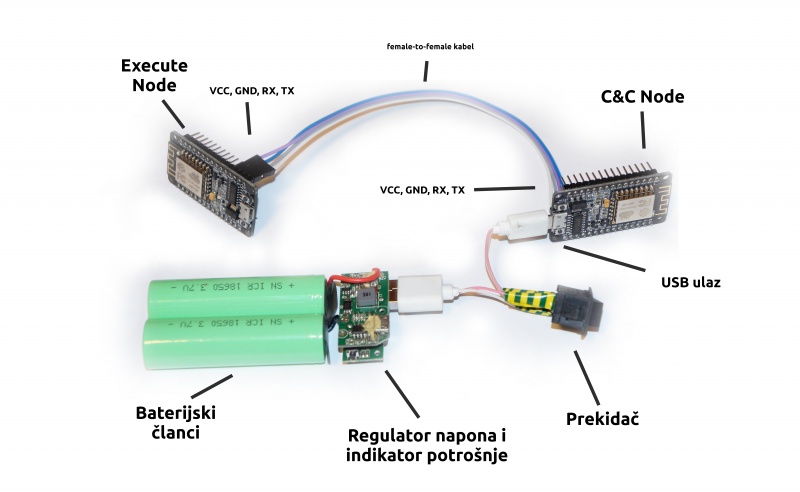 female-to-female kabel
Execute
Node
VCC, GND, RX, TX
C&C Node
VCC, GND, RX, TX
USB ulaz
+ SN ICR 18650 3.7V -
+ SN ICR 18650 3.7V -
Baterijski
članci
Regulator napona i
indikator potrošnje
Prekidač